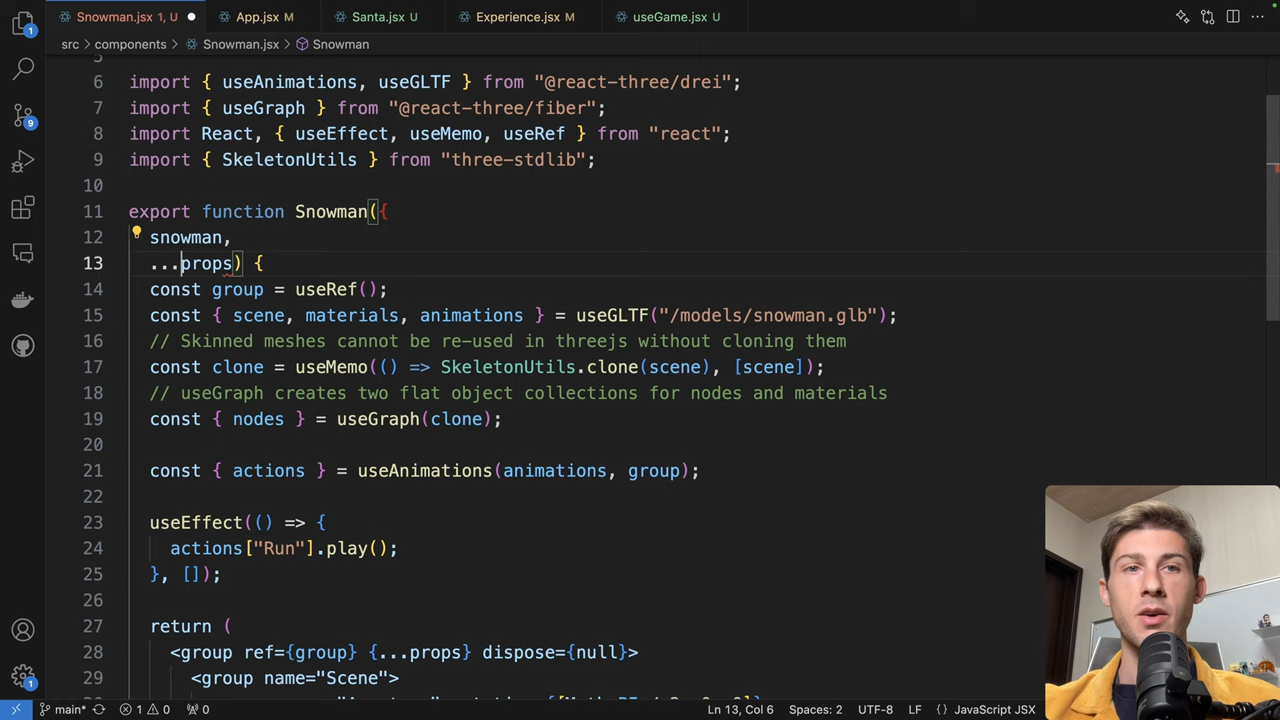 Snowman.jsx 1, U
App.jsx M
Santa.jsx U
Experience.jsx M
useGame.jsx U
src > components > Snowman.jsx > Snowman
5
6 import { useAnimations, useGLTF } from "@react-three/drei";
7 import { useGraph } from "@react-three/fiber";
8 import React, { useEffect, useMemo, useRef } from "react";
9 import { SkeletonUtils } from "three-stdlib";
10
11 export function Snowman({
12 snowman,
13 ...props) {
14 const group = useRef();
15 const { scene, materials, animations } = useGLTF("/models/snowman.glb");
16 // Skinned meshes cannot be re-used in threejs without cloning them
17 const clone = useMemo(() => SkeletonUtils.clone(scene), [scene]);
18 // useGraph creates two flat object collections for nodes and materials
19 const { nodes } = useGraph(clone);
20
21 const { actions } = useAnimations(animations, group);
22
23 useEffect(() => {
24 actions["Run"].play();
25 }, []);
26
27 return (
28 <group ref={group} {...props} dispose={null}>
29 <group name="Scene">
1
9
1
main* 1 0 0 Ln 13, Col 6 Spaces: 2 UTF-8 LF {} JavaScript JSX